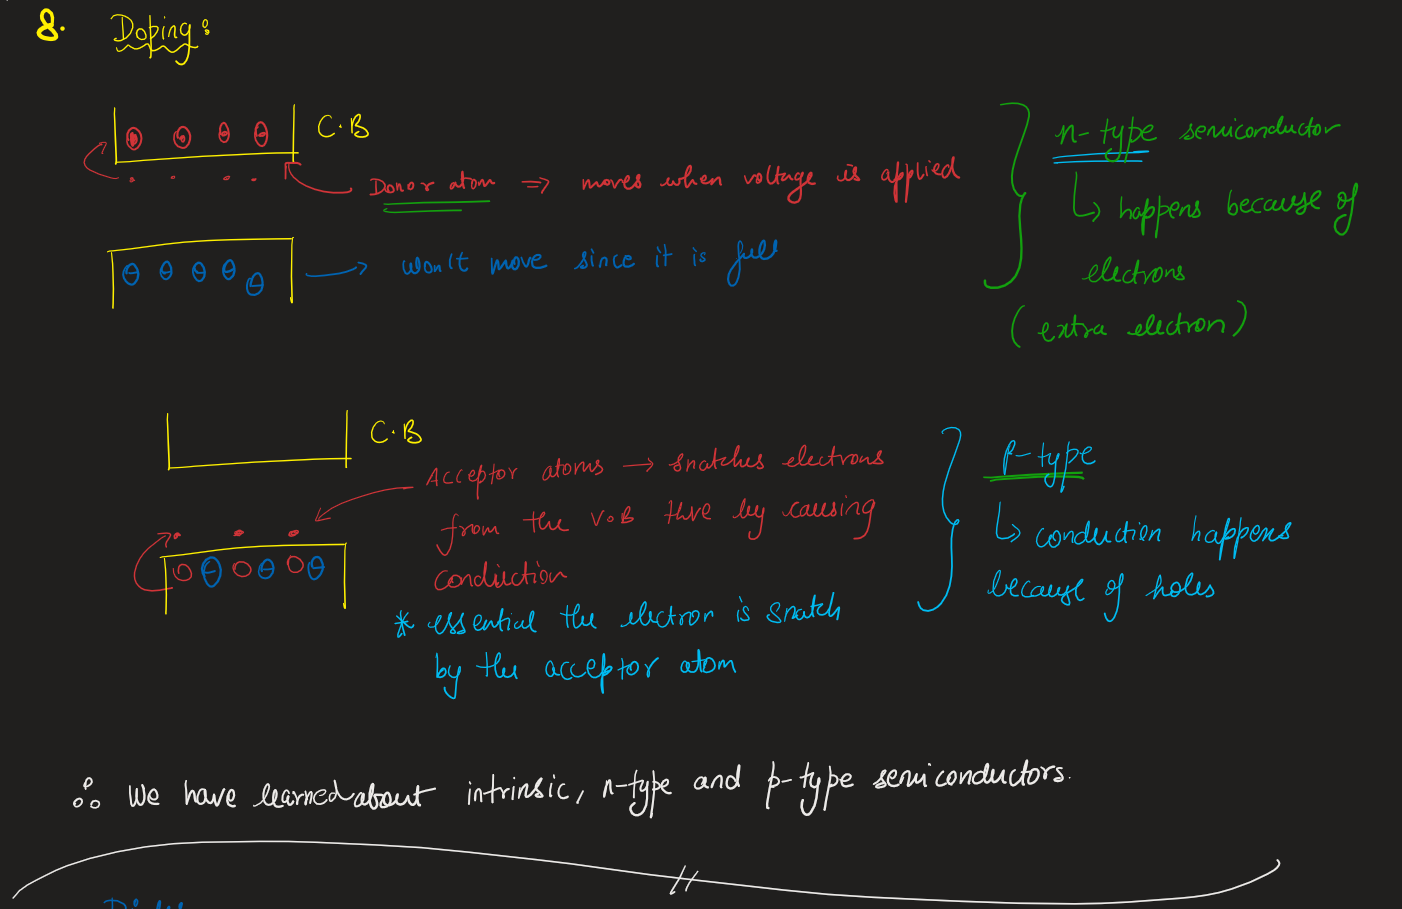 8. Doping:
C.B
Donor atom => moves when voltage is applied
→ won't move since it is full
n-type semiconductor
↳ happens because of
electrons
(extra electron)
C.B
Acceptor atoms → snatches electrons
from the V.B thre by causing
conduction
* essential the electron is snatch
by the acceptor atom
p-type
↳ conduction happens
because of holes
∴ We have learned about intrinsic, n-type and p-type semiconductors.